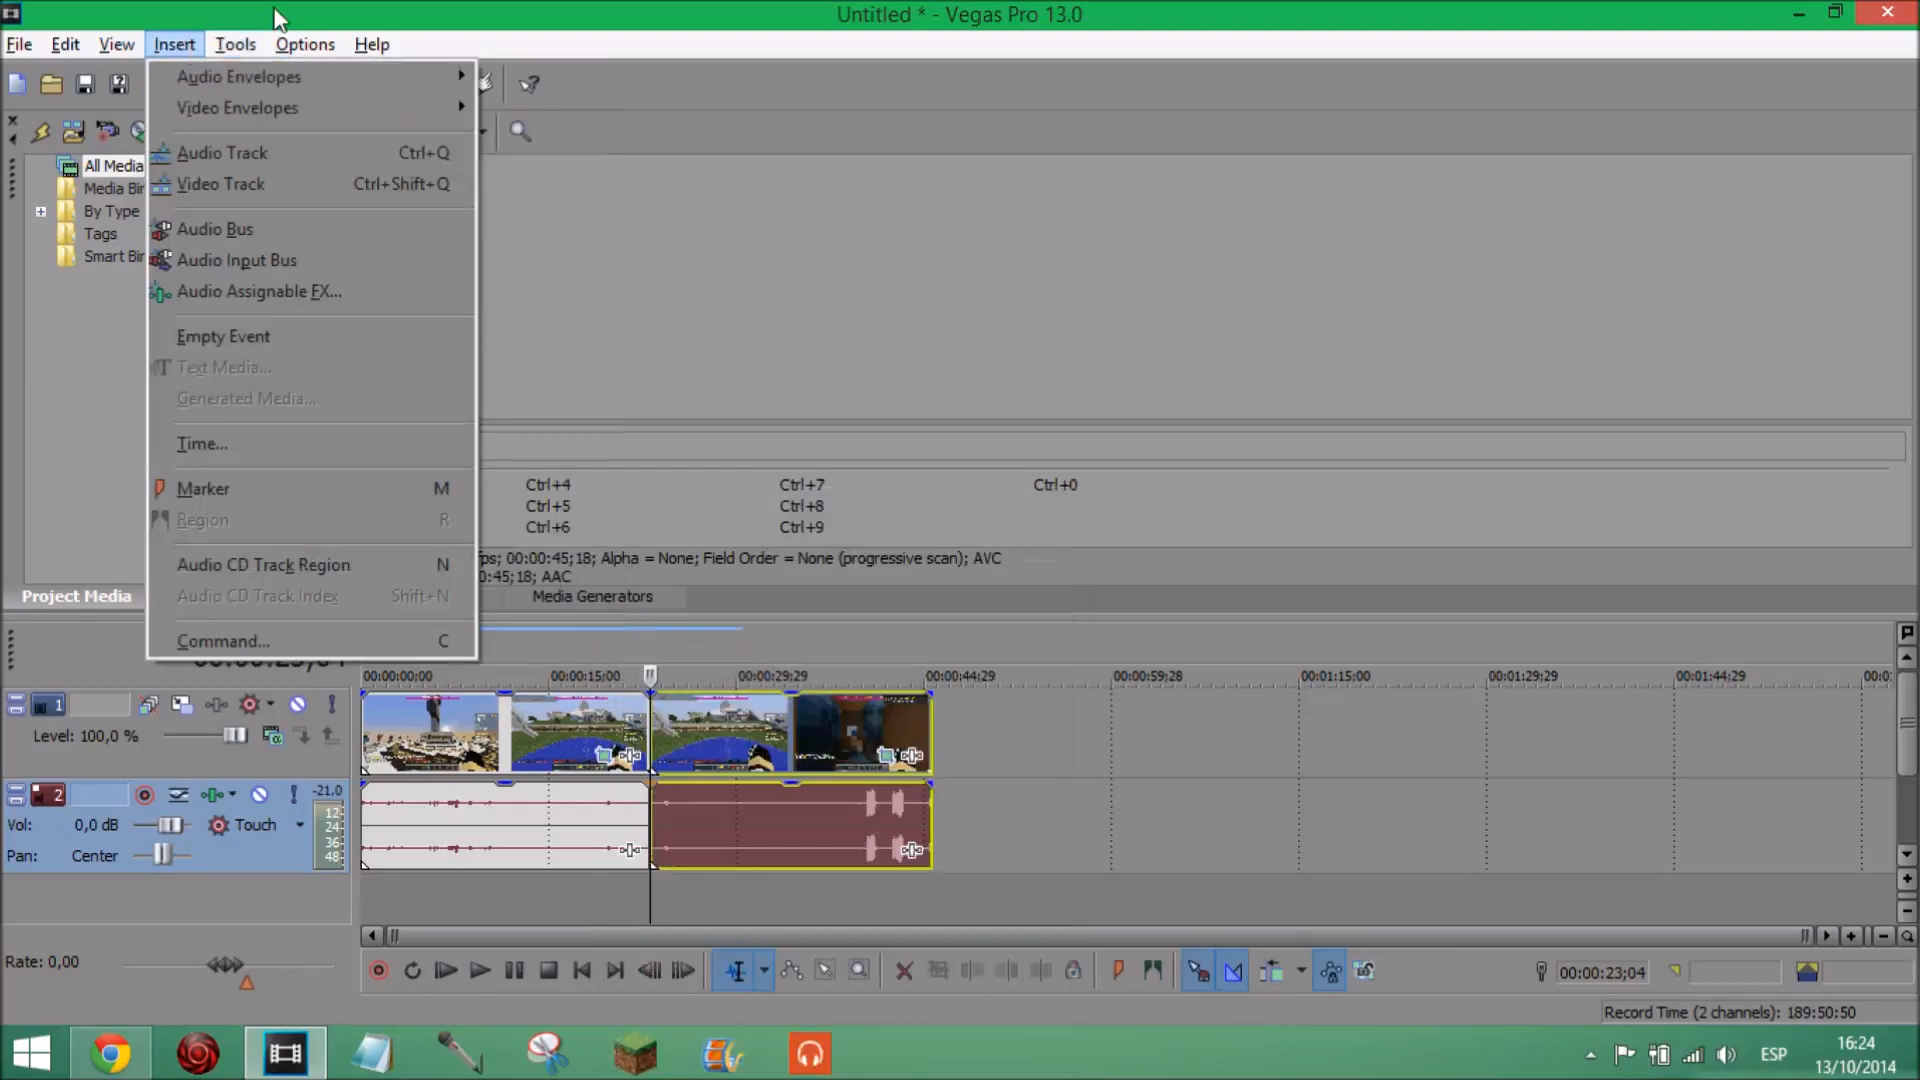 Untitled * - Vegas Pro 13.0
File Edit View Insert Tools Options Help
Audio Envelopes
Video Envelopes
Audio Track Ctrl+Q
Video Track Ctrl+Shift+Q
Audio Bus
Audio Input Bus
Audio Assignable FX...
Empty Event
Text Media...
Generated Media...
Time...
Marker M
Region R
Audio CD Track Region N
Audio CD Track Index Shift+N
Command... C
All Media
Media Bin
By Type
Tags
Smart Bin
Ctrl+4 Ctrl+7 Ctrl+0
Ctrl+5 Ctrl+8
Ctrl+6 Ctrl+9
00:00:45;18; Alpha = None; Field Order = None (progressive scan); AVC
0:45;18; AAC
Project Media Media Generators
00:00:00;00 00:00:15;00 00:00:29;29 00:00:44;29 00:00:59;28 00:01:15;00 00:01:29;29 00:01:44;29 00:0
1
Level: 100,0 %
2 -21,0
12
Vol: 0,0 dB Touch 24
36
Pan: Center 48
Rate: 0,00
00:00:23;04
Record Time (2 channels): 189:50:50
ESP
16:24
13/10/2014